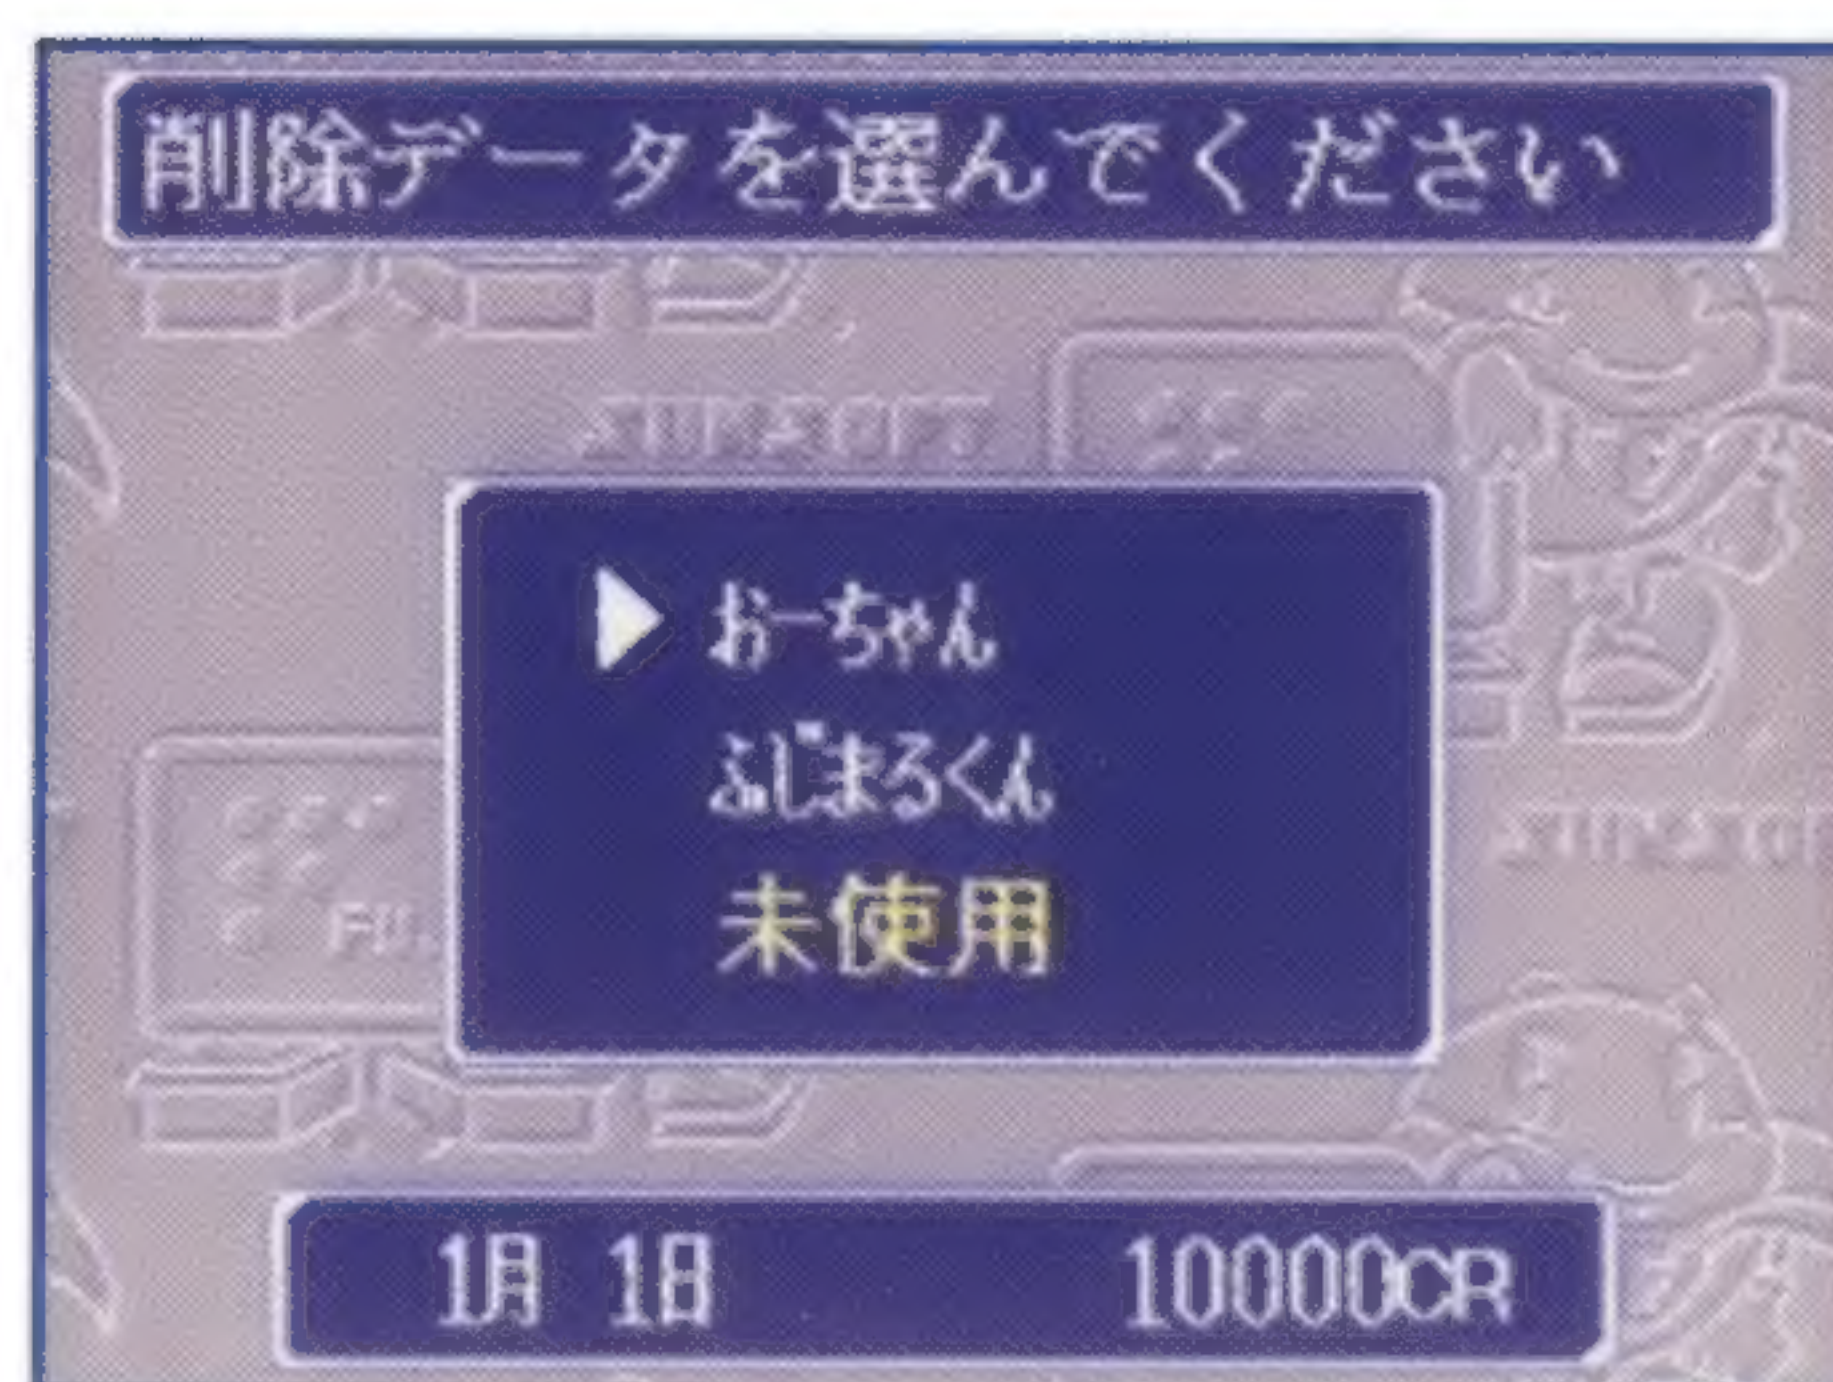 削除データを選んでください
SUNSOFT
▶ おーちゃん
ふじまるくん
未使用
1月 1日 10000CR